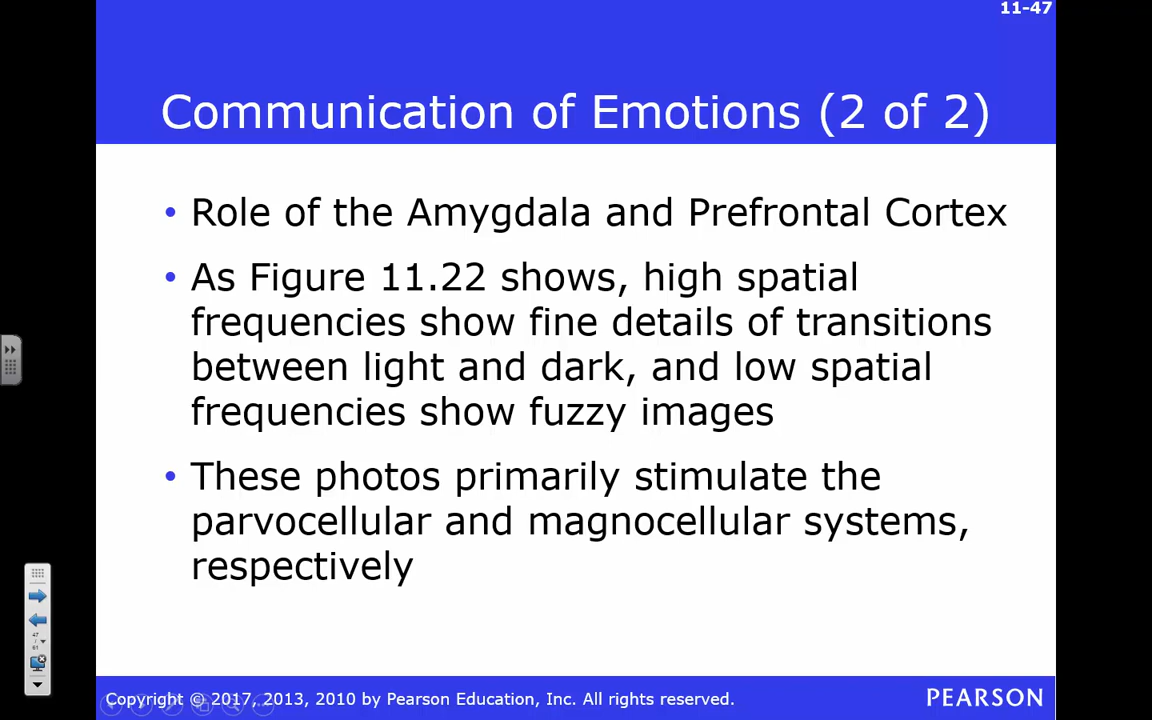 11-47
Communication of Emotions (2 of 2)
• Role of the Amygdala and Prefrontal Cortex
• As Figure 11.22 shows, high spatial
frequencies show fine details of transitions
between light and dark, and low spatial
frequencies show fuzzy images
• These photos primarily stimulate the
parvocellular and magnocellular systems,
respectively
47
/
61
Copyright © 2017, 2013, 2010 by Pearson Education, Inc. All rights reserved.
PEARSON